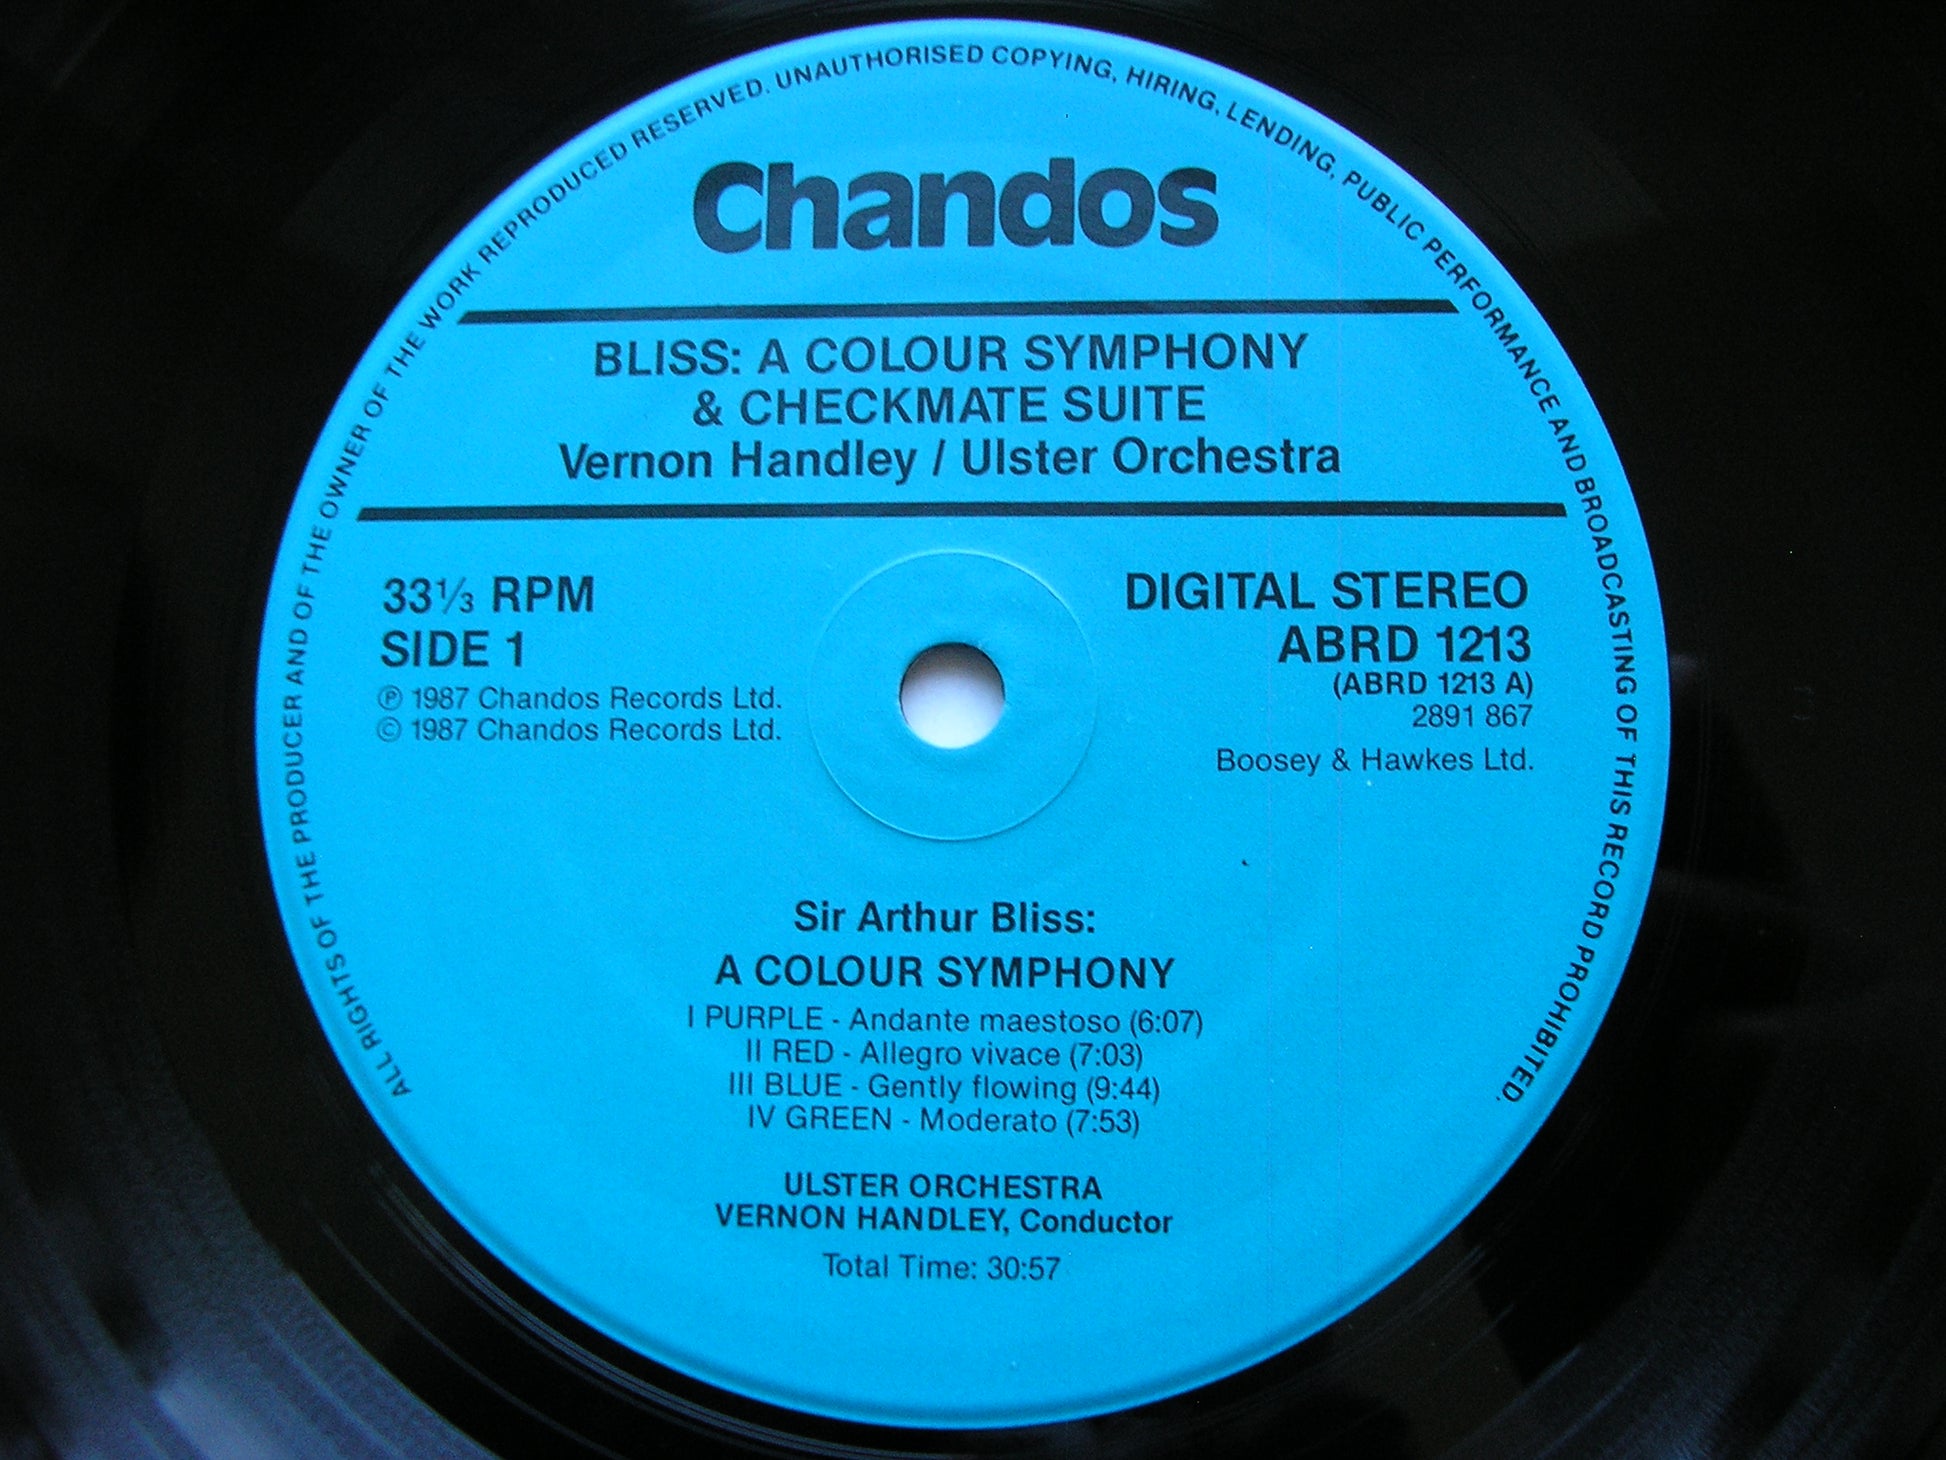 ALL RIGHTS OF THE PRODUCER AND OF THE OWNER OF THE WORK REPRODUCED RESERVED. UNAUTHORISED COPYING, HIRING, LENDING, PUBLIC PERFORMANCE AND BROADCASTING OF THIS RECORD PROHIBITED.
Chandos
BLISS: A COLOUR SYMPHONY
& CHECKMATE SUITE
Vernon Handley / Ulster Orchestra
33⅓ RPM
SIDE 1
℗ 1987 Chandos Records Ltd.
© 1987 Chandos Records Ltd.
DIGITAL STEREO
ABRD 1213
(ABRD 1213 A)
2891 867
Boosey & Hawkes Ltd.
Sir Arthur Bliss:
A COLOUR SYMPHONY
I PURPLE - Andante maestoso (6:07)
II RED - Allegro vivace (7:03)
III BLUE - Gently flowing (9:44)
IV GREEN - Moderato (7:53)
ULSTER ORCHESTRA
VERNON HANDLEY, Conductor
Total Time: 30:57